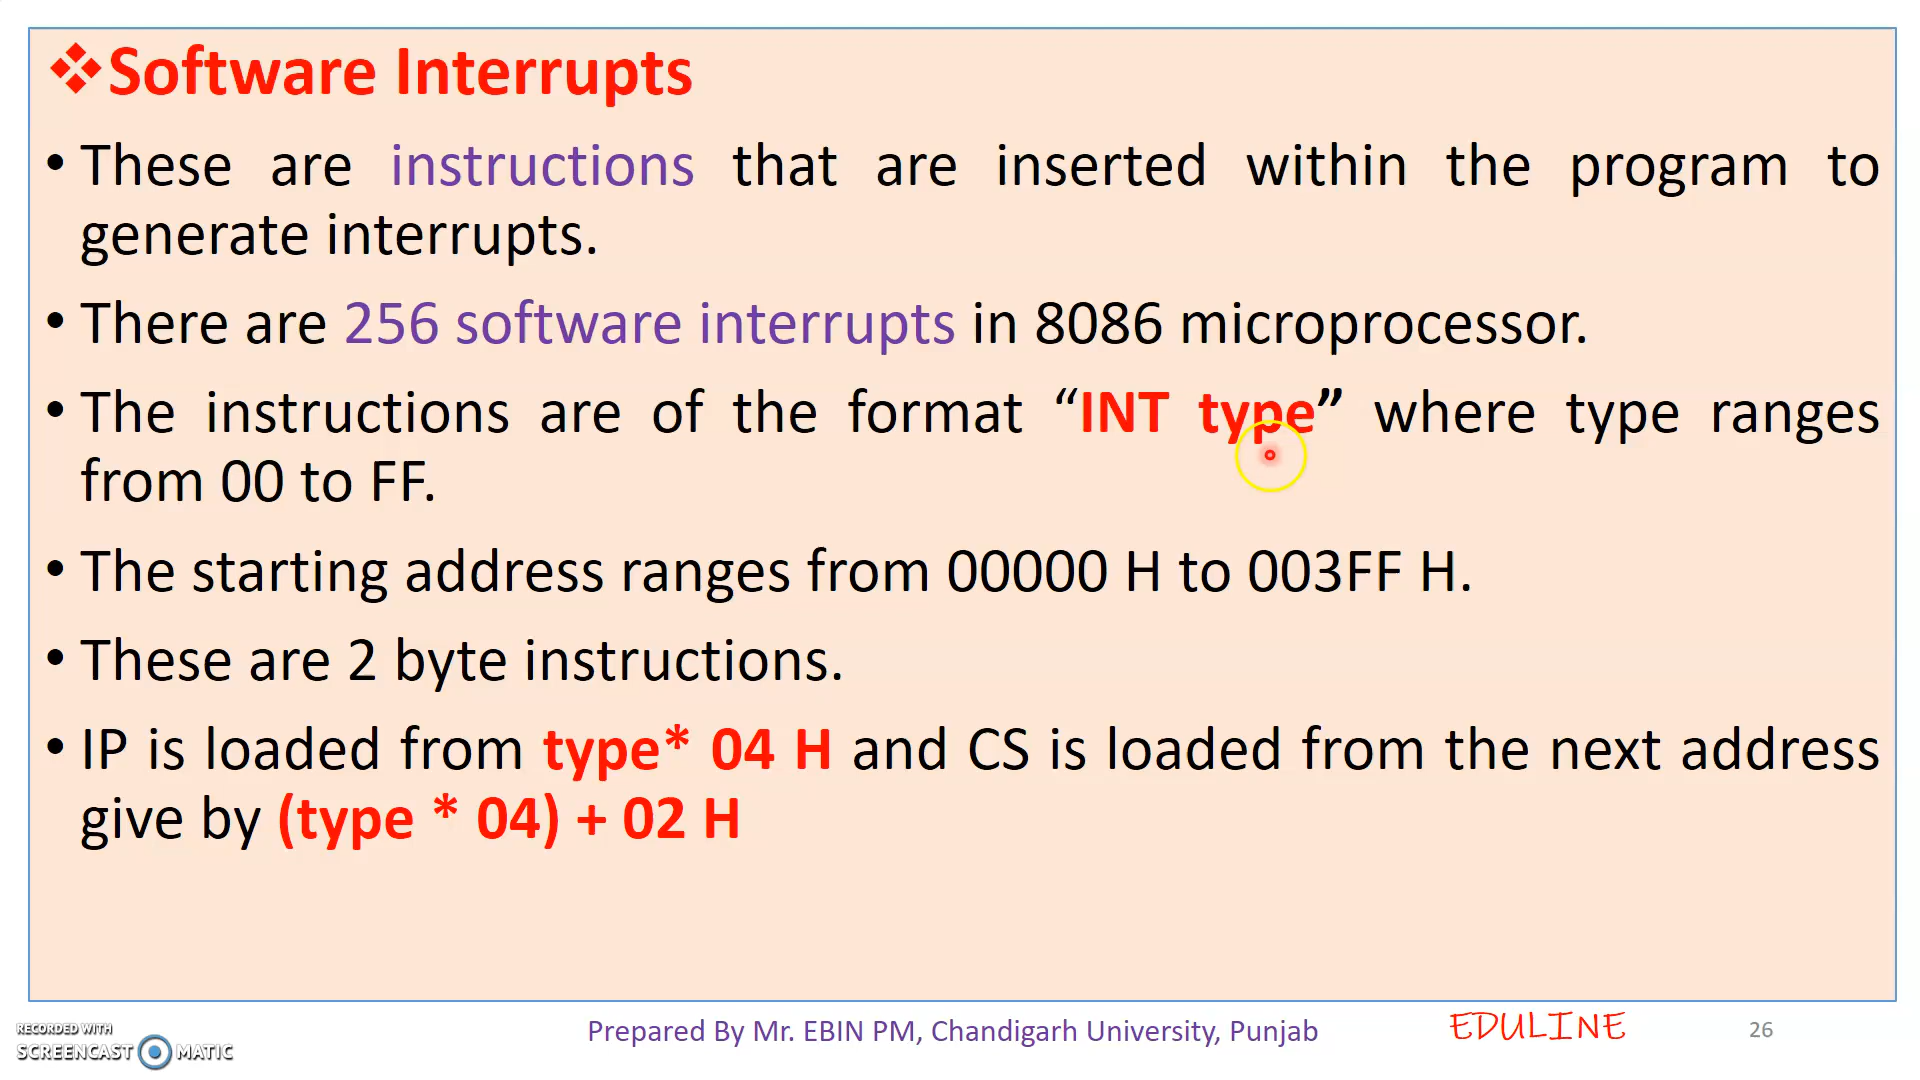 ❖Software Interrupts
• These are instructions that are inserted within the program to
generate interrupts.
• There are 256 software interrupts in 8086 microprocessor.
• The instructions are of the format “INT type” where type ranges
from 00 to FF.
• The starting address ranges from 00000 H to 003FF H.
• These are 2 byte instructions.
• IP is loaded from type* 04 H and CS is loaded from the next address
give by (type * 04) + 02 H
Prepared By Mr. EBIN PM, Chandigarh University, Punjab
EDULINE
26
RECORDED WITH
SCREENCAST MATIC